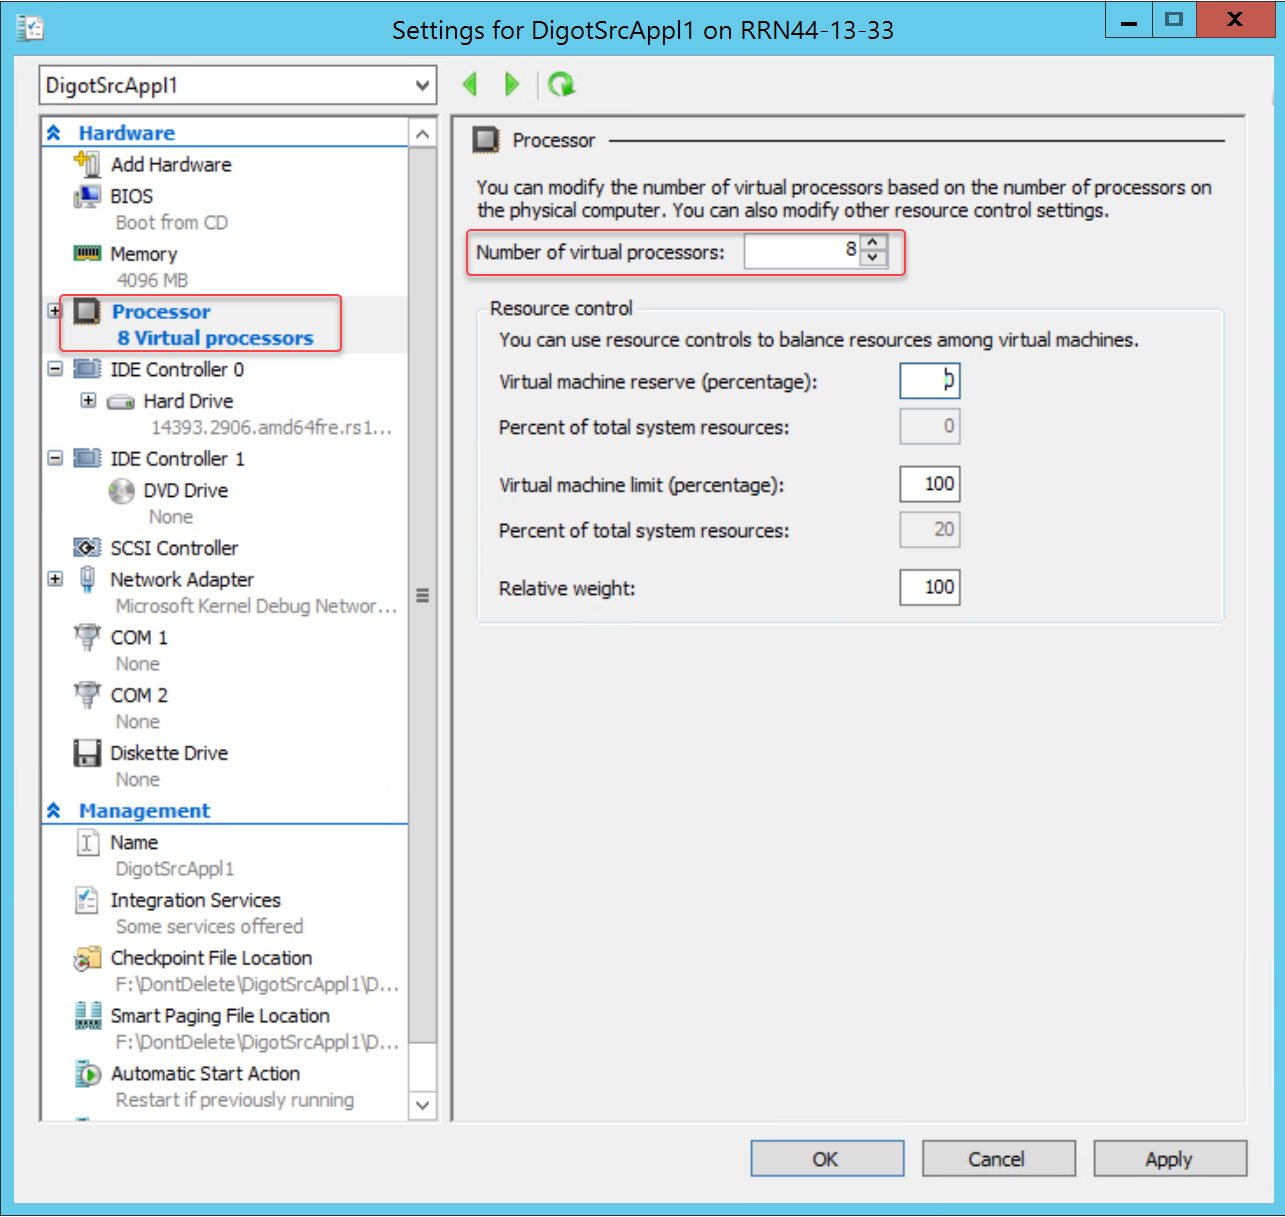 Settings for DigotSrcAppl1 on RRN44-13-33
DigotSrcAppl1
Hardware
Add Hardware
BIOS
Boot from CD
Memory
4096 MB
Processor
8 Virtual processors
IDE Controller 0
Hard Drive
14393.2906.amd64fre.rs1...
IDE Controller 1
DVD Drive
None
SCSI Controller
Network Adapter
Microsoft Kernel Debug Networ...
COM 1
None
COM 2
None
Diskette Drive
None
Management
Name
DigotSrcAppl1
Integration Services
Some services offered
Checkpoint File Location
F:\DontDelete\DigotSrcAppl1\D...
Smart Paging File Location
F:\DontDelete\DigotSrcAppl1\D...
Automatic Start Action
Restart if previously running
Processor
You can modify the number of virtual processors based on the number of processors on
the physical computer. You can also modify other resource control settings.
Number of virtual processors: 8
Resource control
You can use resource controls to balance resources among virtual machines.
Virtual machine reserve (percentage): 0
Percent of total system resources: 0
Virtual machine limit (percentage): 100
Percent of total system resources: 20
Relative weight: 100
OK Cancel Apply